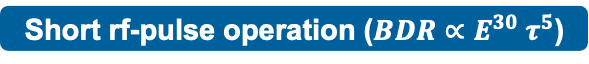 Short rf-pulse operation (BDR ∝ E³⁰ τ⁵)